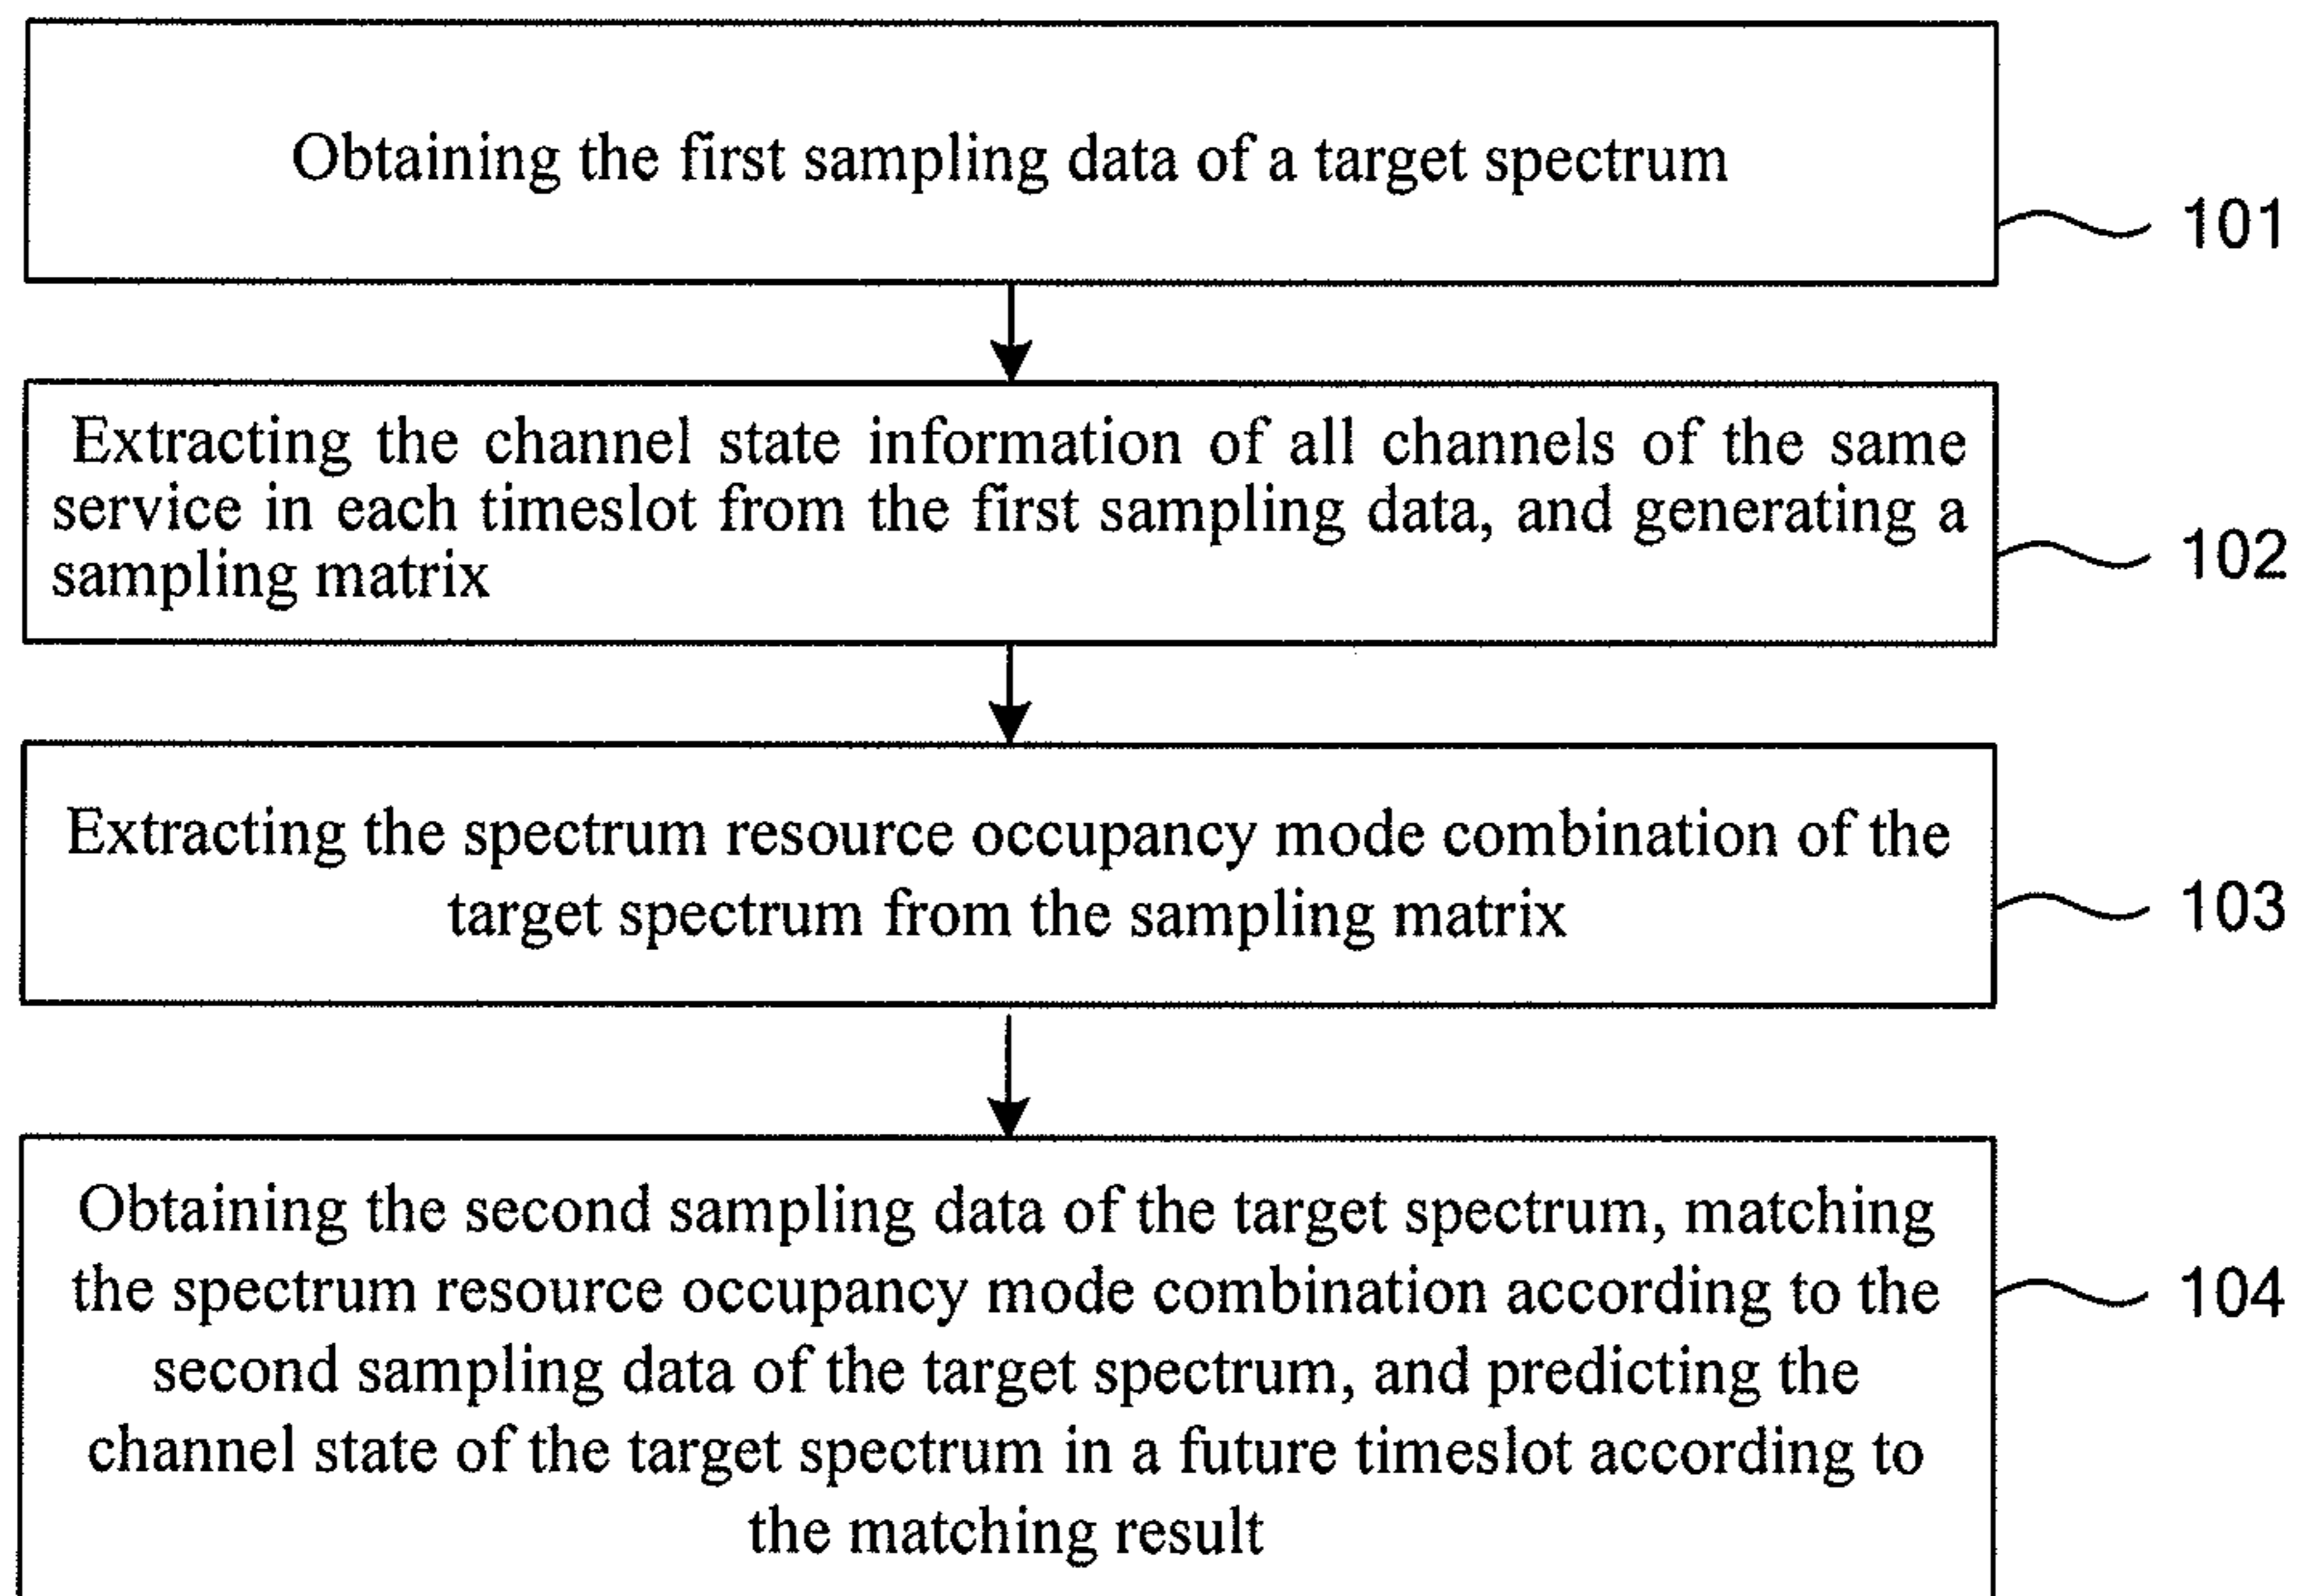 Obtaining the first sampling data of a target spectrum
101
Extracting the channel state information of all channels of the same
service in each timeslot from the first sampling data, and generating a
sampling matrix
102
Extracting the spectrum resource occupancy mode combination of the
target spectrum from the sampling matrix
103
Obtaining the second sampling data of the target spectrum, matching
the spectrum resource occupancy mode combination according to the
second sampling data of the target spectrum, and predicting the
channel state of the target spectrum in a future timeslot according to
the matching result
104